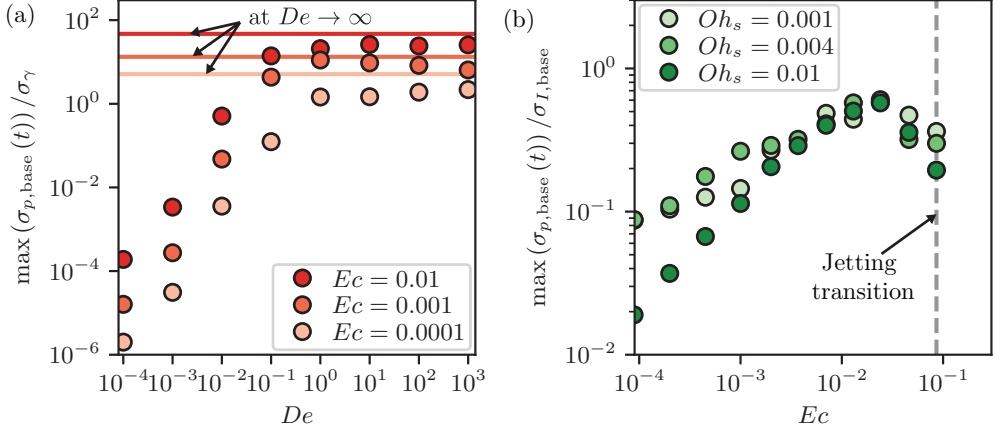 (a)
at De → ∞
max (σ_{p,base} (t)) /σ_γ
10^2
10^0
10^{−2}
10^{−4}
10^{−6}
Ec = 0.01
Ec = 0.001
Ec = 0.0001
10^{−4} 10^{−3} 10^{−2} 10^{−1} 10^0 10^1 10^2 10^3
De
(b)
max (σ_{p,base} (t)) /σ_{I,base}
10^0
10^{−1}
10^{−2}
Oh_s = 0.001
Oh_s = 0.004
Oh_s = 0.01
Jetting
transition
10^{−4} 10^{−3} 10^{−2} 10^{−1}
Ec